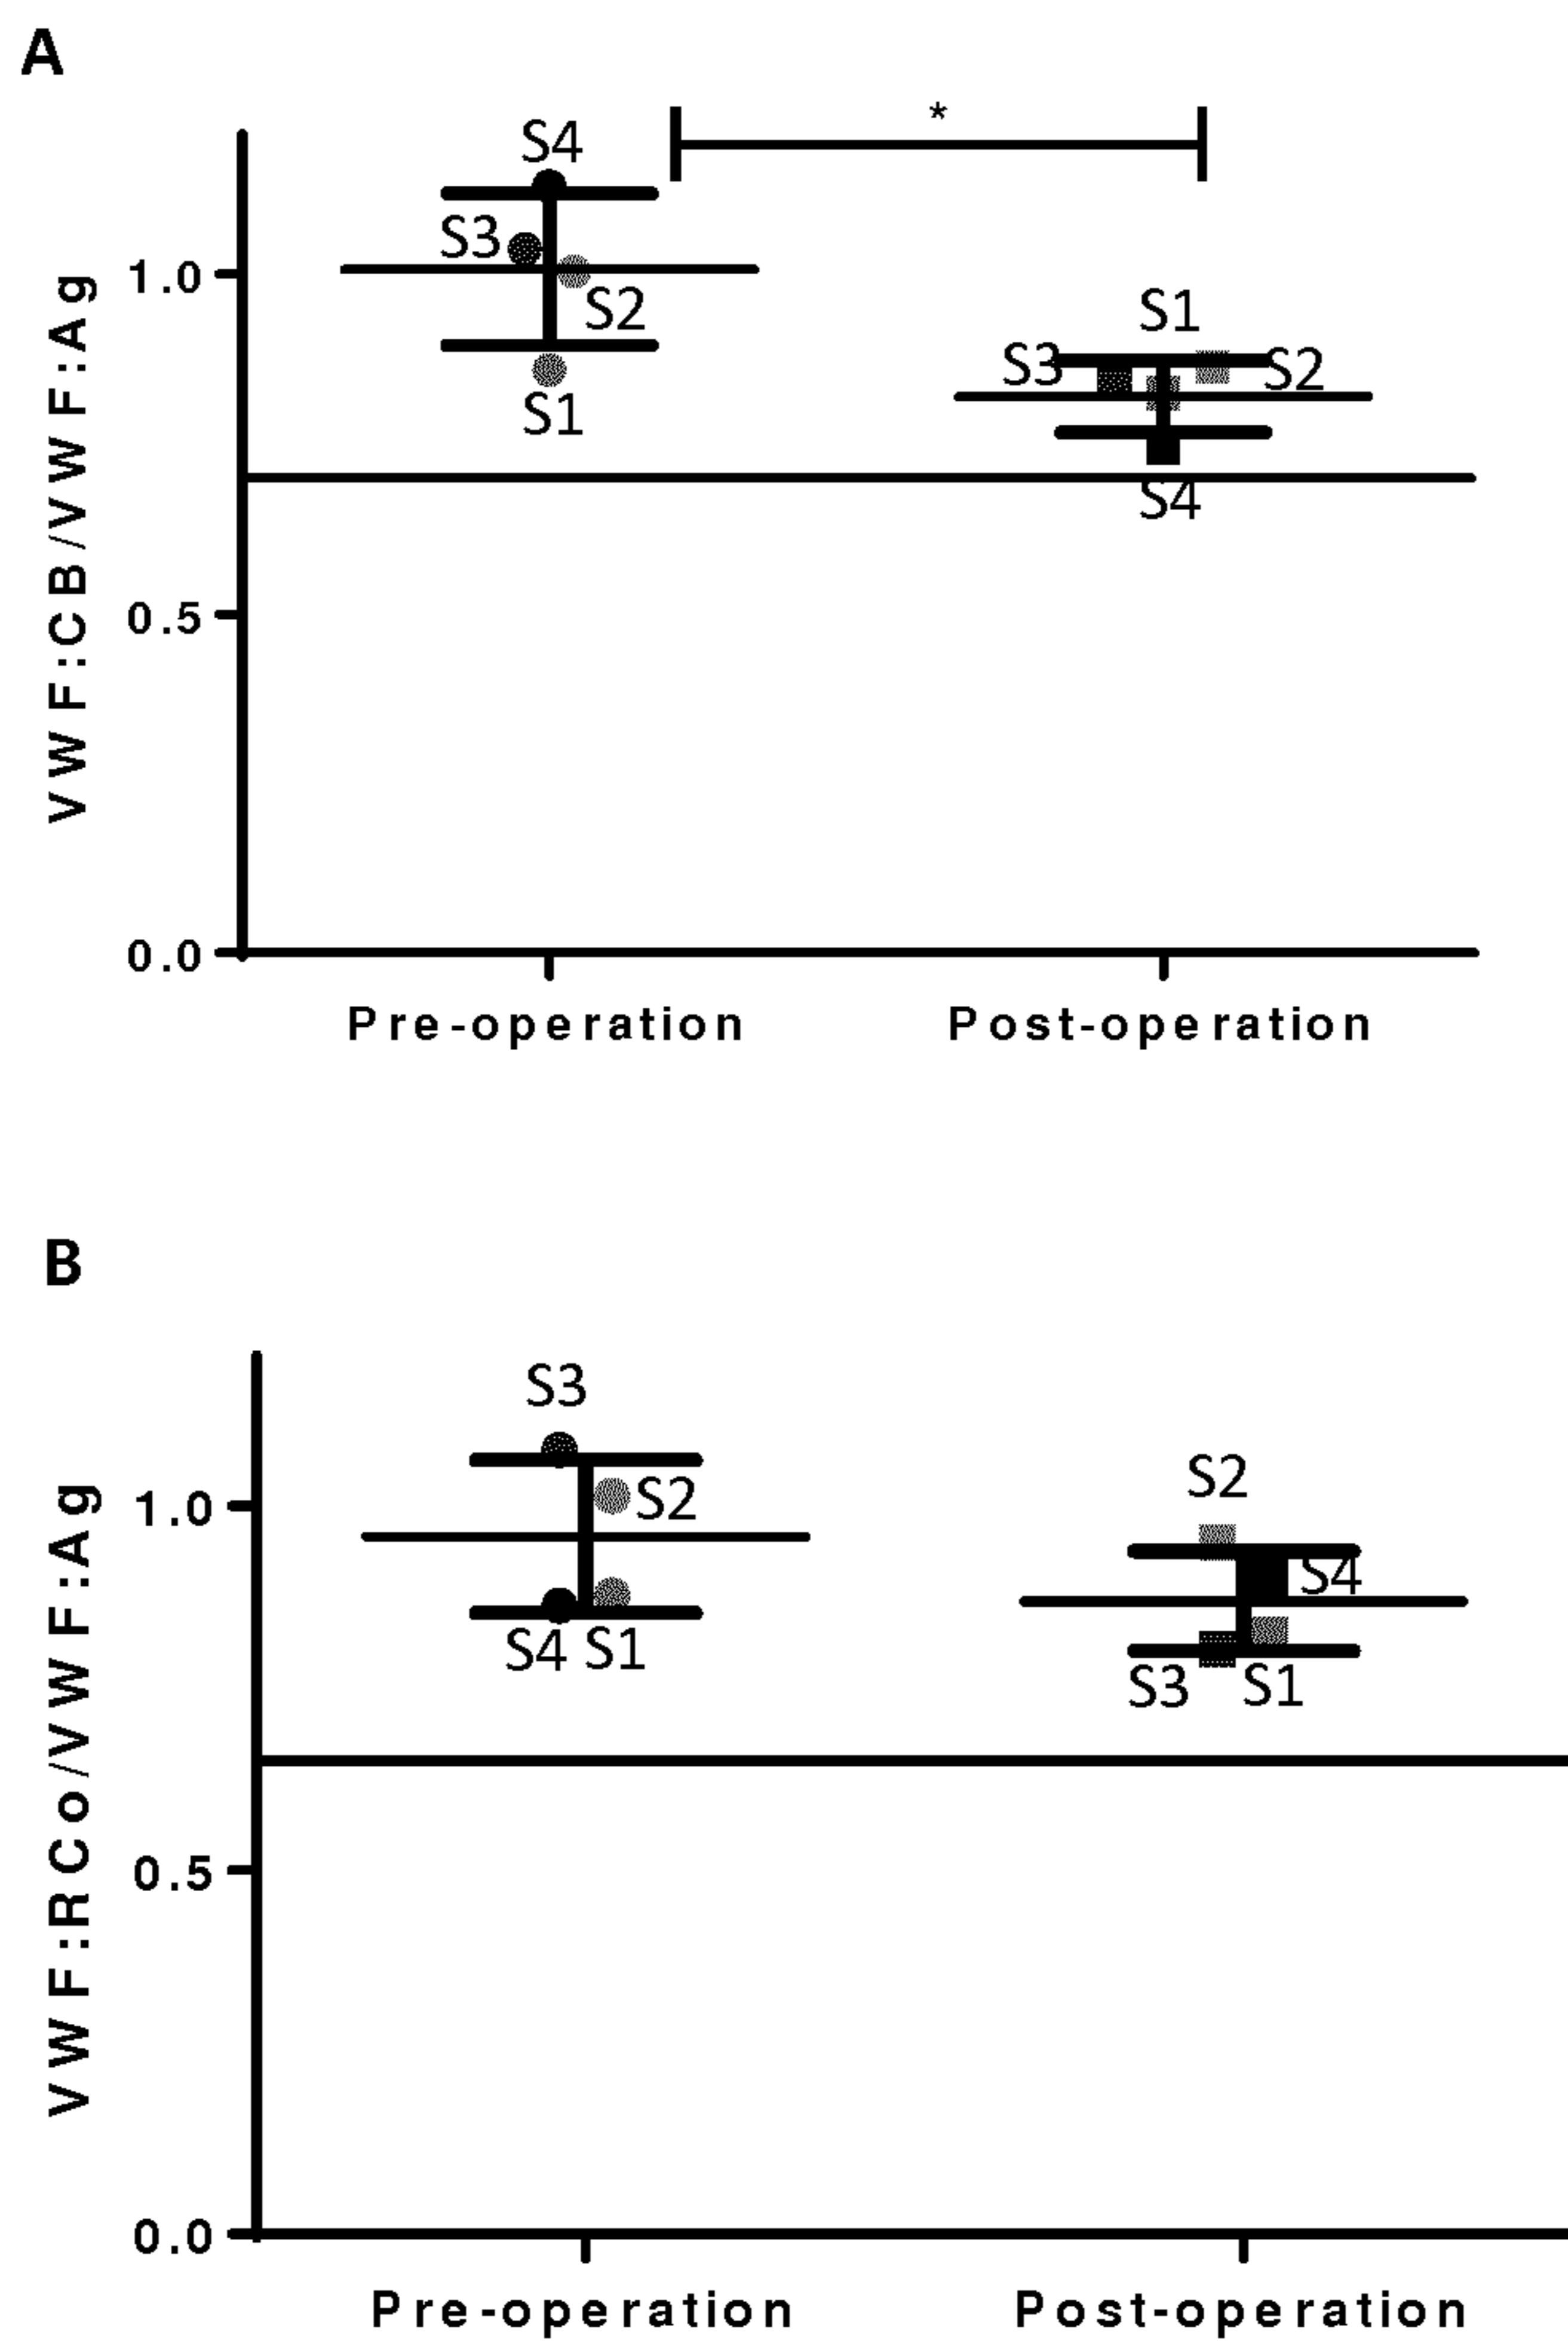 A
*
S4
S3
1.0
S2
S1
S1
S3
S2
S4
0.5
0.0
VWF:CB/VWF:Ag
Pre-operation
Post-operation
B
S3
S2
S2
1.0
S4
S4 S1
S3 S1
0.5
0.0
VWF:RCo/VWF:Ag
Pre-operation
Post-operation